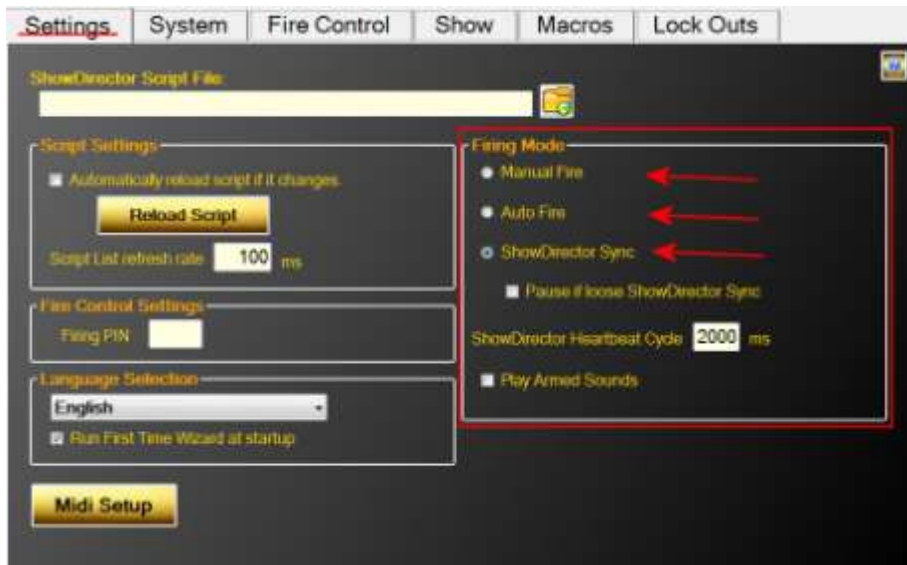 Settings System Fire Control Show Macros Lock Outs
ShowDirector Script File:
Script Settings
Automatically reload script if it changes
Reload Script
Script List refresh rate 100 ms
Fire Control Settings
Firing PIN
Language Selection
English
Run First Time Wizard at startup
Midi Setup
Firing Mode
Manual Fire
Auto Fire
ShowDirector Sync
Pause if loose ShowDirector Sync
ShowDirector Heartbeat Cycle 2000 ms
Play Armed Sounds